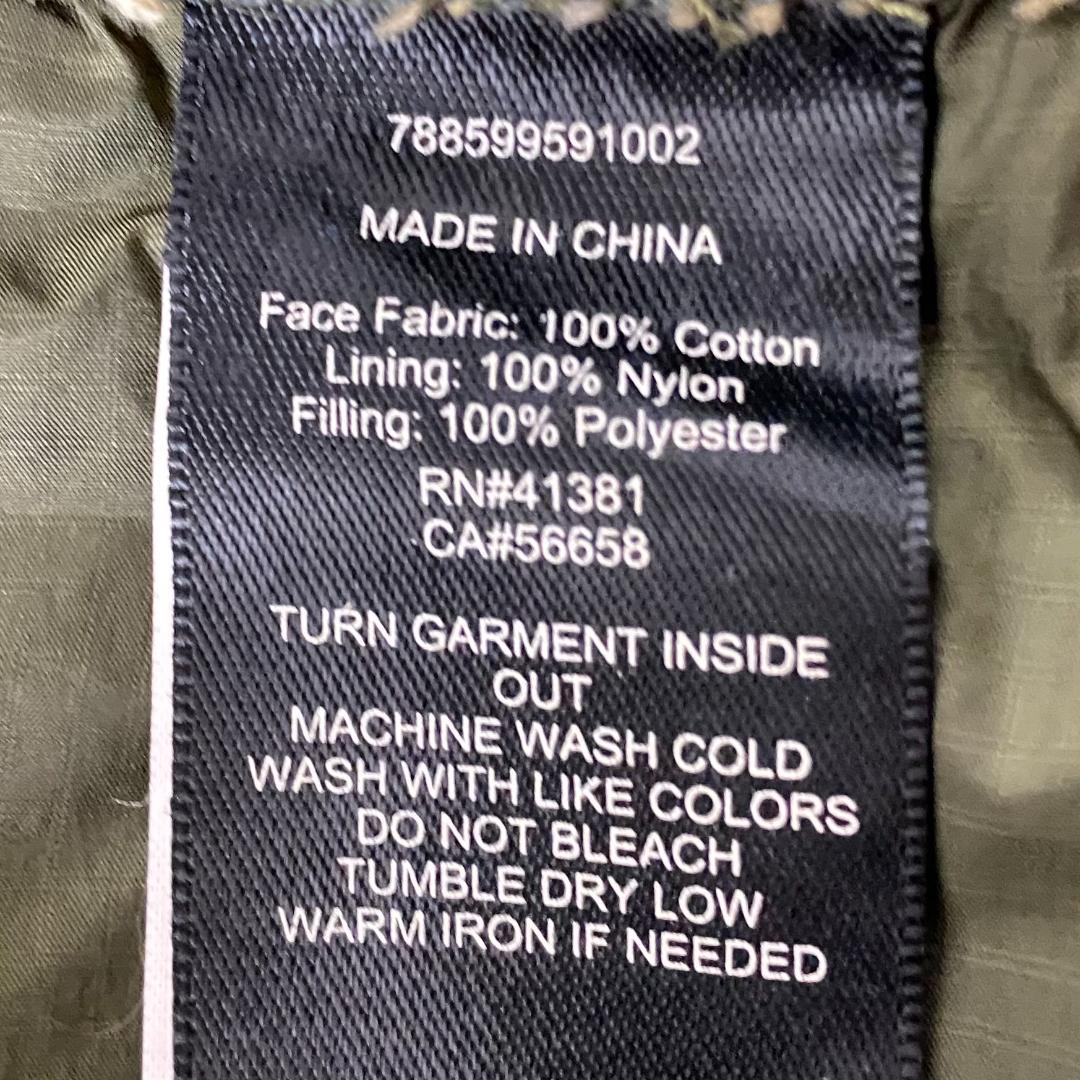 788599591002
MADE IN CHINA
Face Fabric: 100% Cotton
Lining: 100% Nylon
Filling: 100% Polyester
RN#41381
CA#56658
TURN GARMENT INSIDE
OUT
MACHINE WASH COLD
WASH WITH LIKE COLORS
DO NOT BLEACH
TUMBLE DRY LOW
WARM IRON IF NEEDED